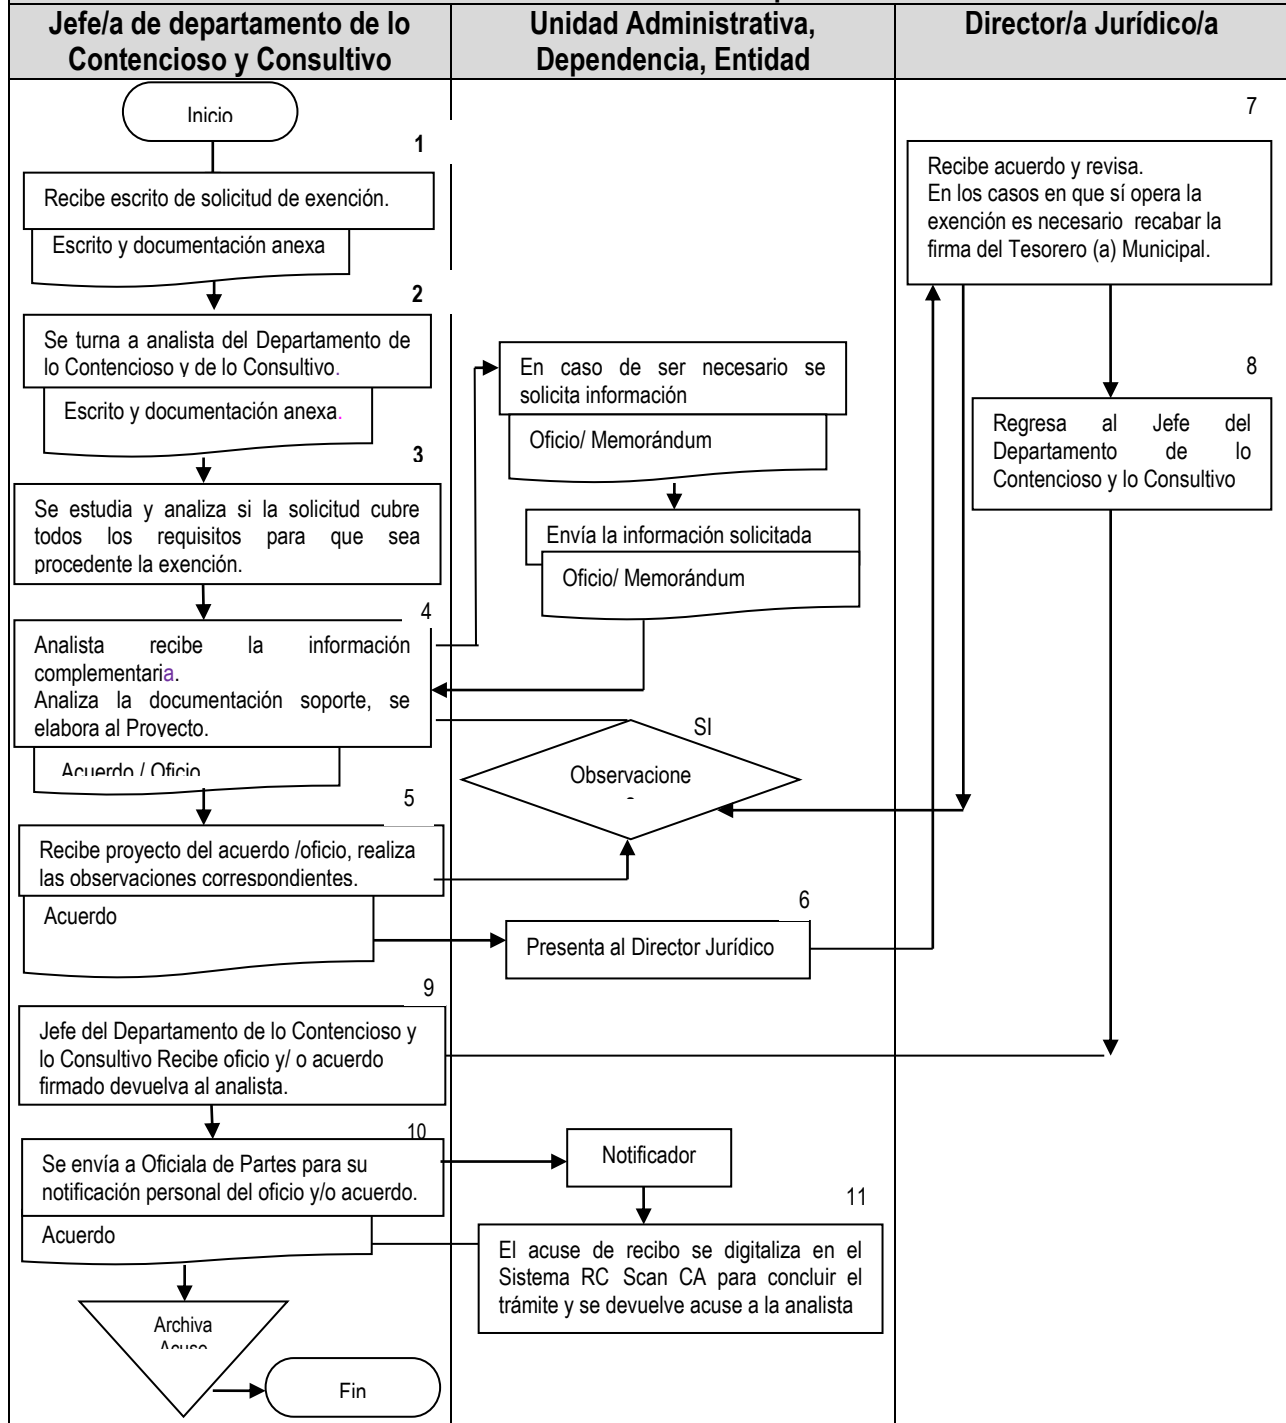 Jefe/a de departamento de lo
Contencioso y Consultivo
Unidad Administrativa,
Dependencia, Entidad
Director/a Jurídico/a
Inicio
1
Recibe escrito de solicitud de exención.
Escrito y documentación anexa
2
Se turna a analista del Departamento de
lo Contencioso y de lo Consultivo.
Escrito y documentación anexa.
3
Se estudia y analiza si la solicitud cubre
todos los requisitos para que sea
procedente la exención.
4
Analista recibe la información
complementaria.
Analiza la documentación soporte, se
elabora al Proyecto.
Acuerdo / Oficio
5
Recibe proyecto del acuerdo /oficio, realiza
las observaciones correspondientes.
Acuerdo
9
Jefe del Departamento de lo Contencioso y
lo Consultivo Recibe oficio y/ o acuerdo
firmado devuelva al analista.
10
Se envía a Oficiala de Partes para su
notificación personal del oficio y/o acuerdo.
Acuerdo
Archiva
Acuse
Fin
En caso de ser necesario se
solicita información
Oficio/ Memorándum
Envía la información solicitada
Oficio/ Memorándum
SI
Observacione
6
Presenta al Director Jurídico
Notificador
11
El acuse de recibo se digitaliza en el
Sistema RC Scan CA para concluir el
trámite y se devuelve acuse a la analista
7
Recibe acuerdo y revisa.
En los casos en que sí opera la
exención es necesario recabar la
firma del Tesorero (a) Municipal.
8
Regresa al Jefe del
Departamento de lo
Contencioso y lo Consultivo